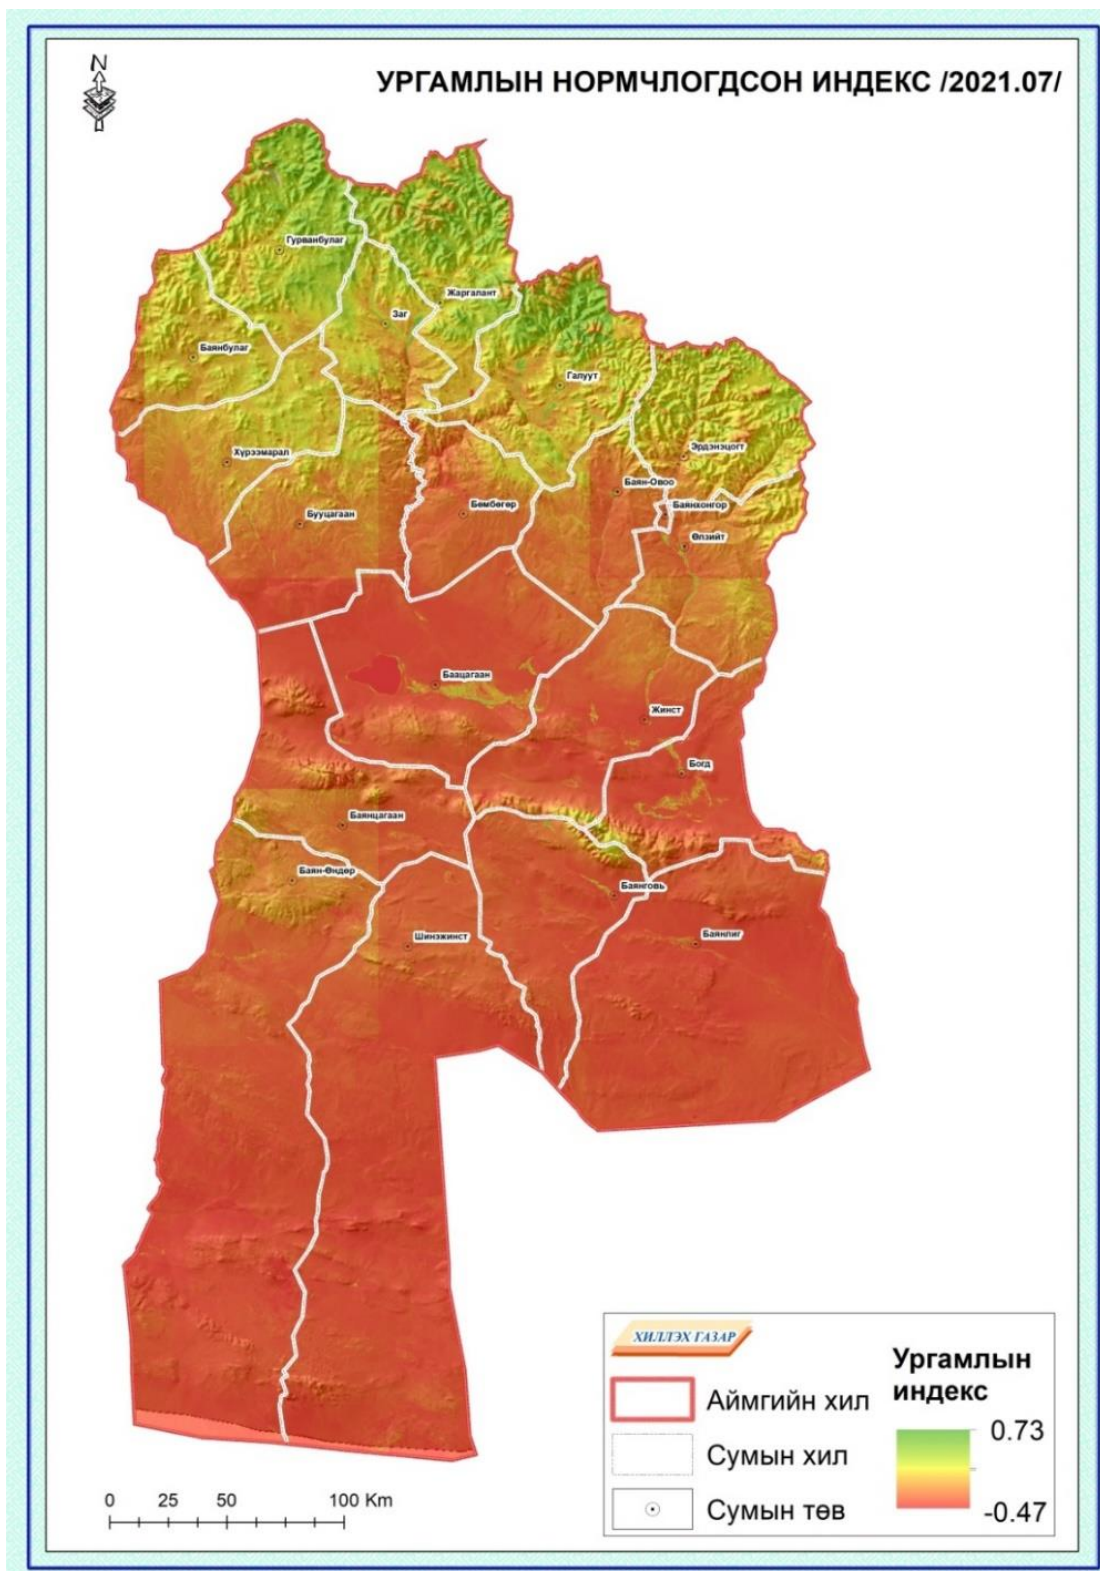 N
УРГАМЛЫН НОРМЧЛОГДСОН ИНДЕКС /2021.07/
Гурванбулаг
Жаргалант
Заг
Баянбулаг
Галуут
Эрдэнэцогт
Хүрээмарал
Баян-Овоо
Баянхонгор
Бууцагаан
Бөмбөгөр
Өлзийт
Баацагаан
Жинст
Богд
Баянцагаан
Баян-Өндөр
Баянговь
Шинэжинст
Баянлиг
ХИЛЛЭХ ГАЗАР
Аймгийн хил
Сумын хил
Сумын төв
Ургамлын
индекс
0.73
-0.47
0 25 50 100 Km